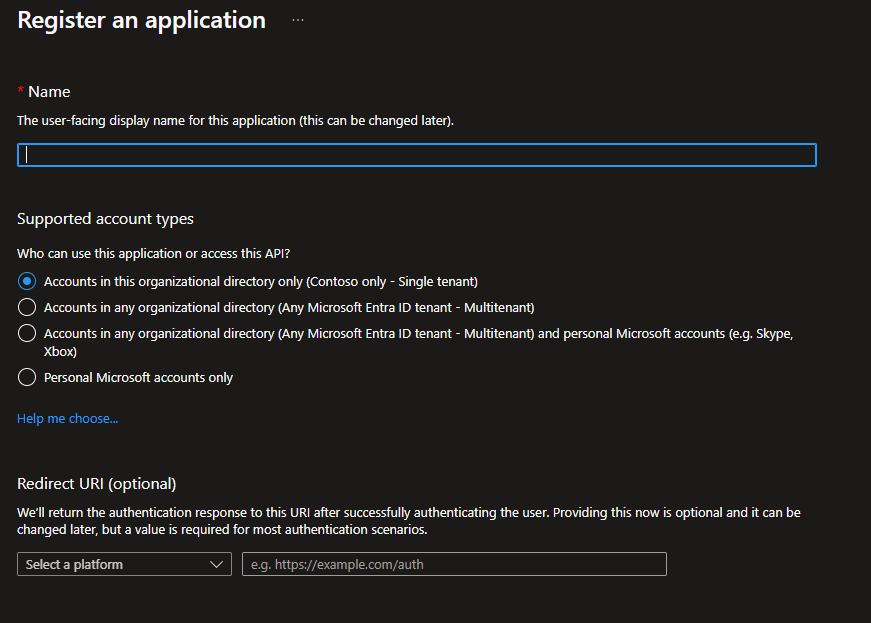 Register an application ...
* Name
The user-facing display name for this application (this can be changed later).
Supported account types
Who can use this application or access this API?
Accounts in this organizational directory only (Contoso only - Single tenant)
Accounts in any organizational directory (Any Microsoft Entra ID tenant - Multitenant)
Accounts in any organizational directory (Any Microsoft Entra ID tenant - Multitenant) and personal Microsoft accounts (e.g. Skype,
Xbox)
Personal Microsoft accounts only
Help me choose...
Redirect URI (optional)
We'll return the authentication response to this URI after successfully authenticating the user. Providing this now is optional and it can be
changed later, but a value is required for most authentication scenarios.
Select a platform
e.g. https://example.com/auth